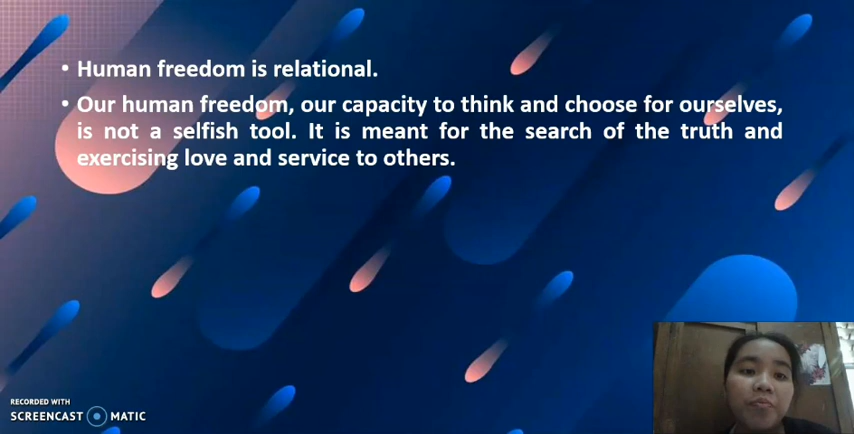 • Human freedom is relational.
• Our human freedom, our capacity to think and choose for ourselves,
is not a selfish tool. It is meant for the search of the truth and
exercising love and service to others.
RECORDED WITH
SCREENCAST MATIC